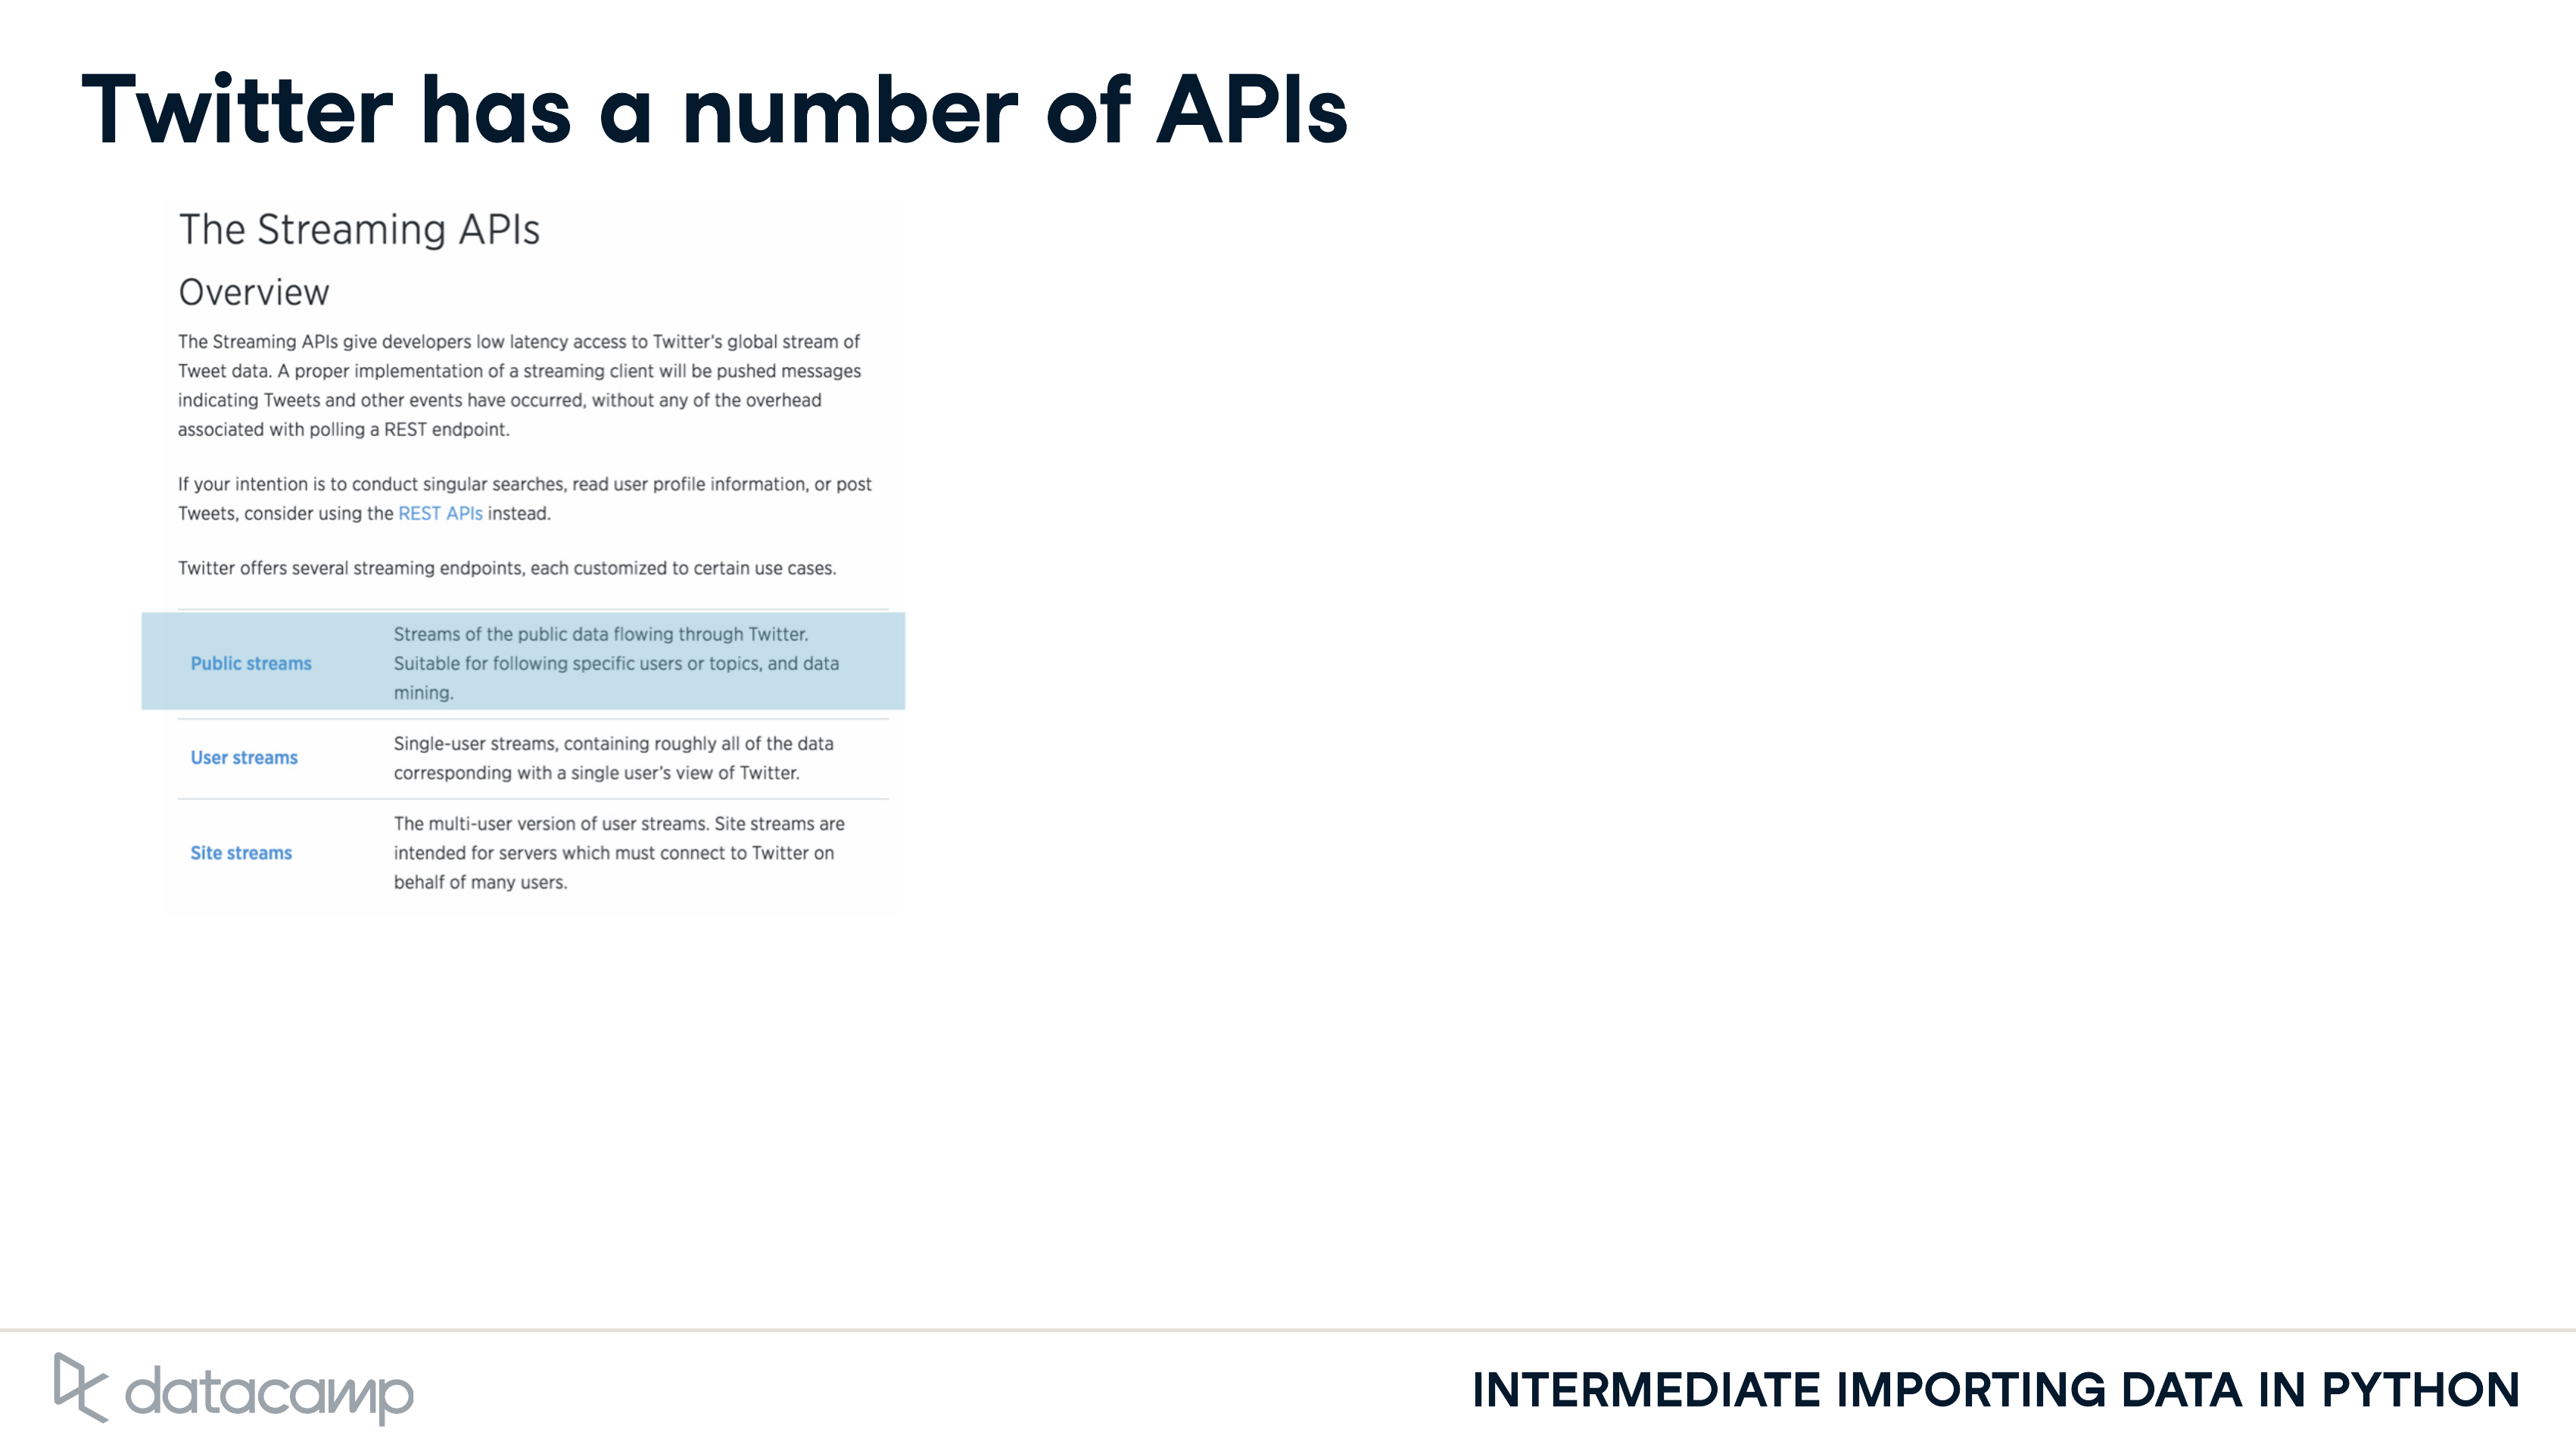 Twitter has a number of APIs
The Streaming APIs
Overview
The Streaming APIs give developers low latency access to Twitter's global stream of
Tweet data. A proper implementation of a streaming client will be pushed messages
indicating Tweets and other events have occurred, without any of the overhead
associated with polling a REST endpoint.
If your intention is to conduct singular searches, read user profile information, or post
Tweets, consider using the REST APIs instead.
Twitter offers several streaming endpoints, each customized to certain use cases.
Public streams
Streams of the public data flowing through Twitter.
Suitable for following specific users or topics, and data
mining.
User streams
Single-user streams, containing roughly all of the data
corresponding with a single user's view of Twitter.
Site streams
The multi-user version of user streams. Site streams are
intended for servers which must connect to Twitter on
behalf of many users.
datacamp
INTERMEDIATE IMPORTING DATA IN PYTHON